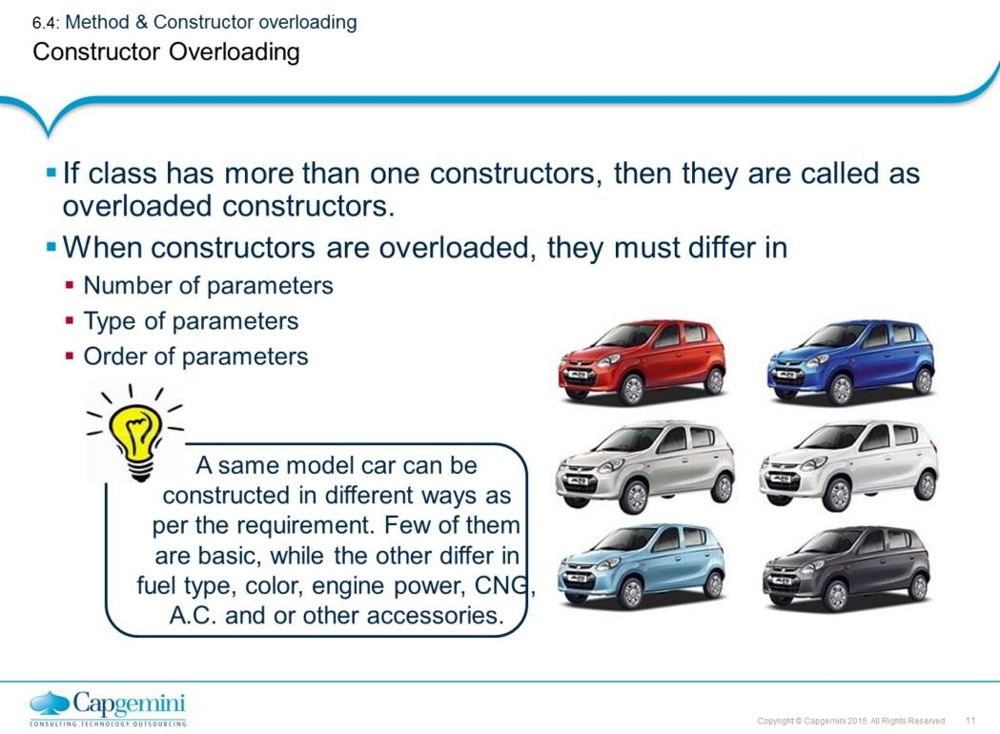 6.4: Method & Constructor overloading
Constructor Overloading
If class has more than one constructors, then they are called as
overloaded constructors.
When constructors are overloaded, they must differ in
Number of parameters
Type of parameters
Order of parameters
A same model car can be
constructed in different ways as
per the requirement. Few of them
are basic, while the other differ in
fuel type, color, engine power, CNG,
A.C. and or other accessories.
Capgemini
CONSULTING.TECHNOLOGY.OUTSOURCING
Copyright © Capgemini 2015. All Rights Reserved 11